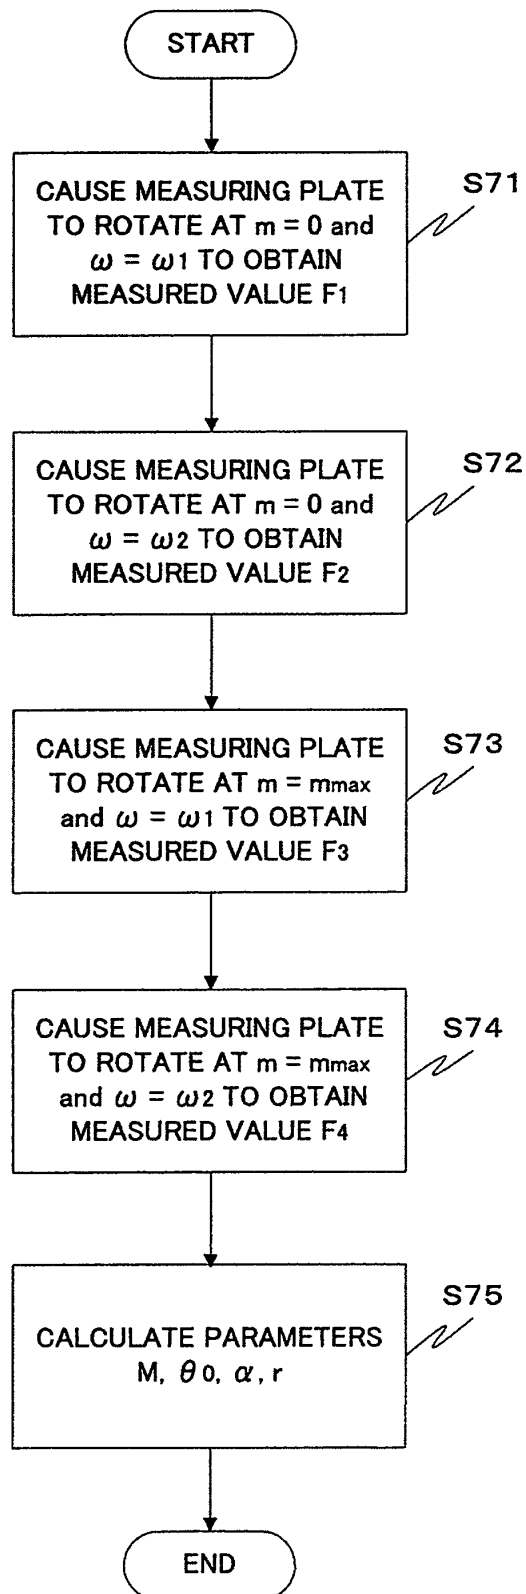 START
CAUSE MEASURING PLATE
TO ROTATE AT m = 0 and
ω = ω1 TO OBTAIN
MEASURED VALUE F1
S71
CAUSE MEASURING PLATE
TO ROTATE AT m = 0 and
ω = ω2 TO OBTAIN
MEASURED VALUE F2
S72
CAUSE MEASURING PLATE
TO ROTATE AT m = mmax
and ω = ω1 TO OBTAIN
MEASURED VALUE F3
S73
CAUSE MEASURING PLATE
TO ROTATE AT m = mmax
and ω = ω2 TO OBTAIN
MEASURED VALUE F4
S74
CALCULATE PARAMETERS
M, θ0, α, r
S75
END